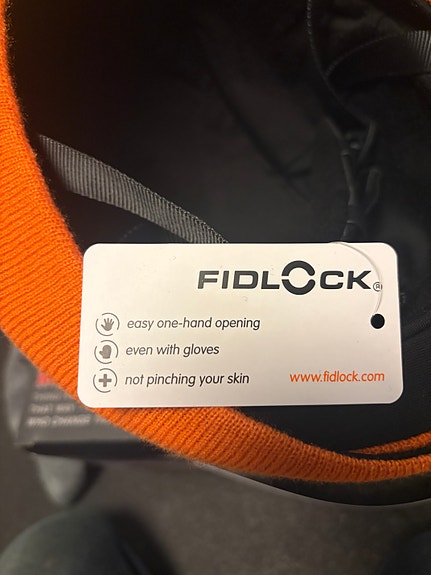 FIDLOCK®
easy one-hand opening
even with gloves
not pinching your skin
www.fidlock.com